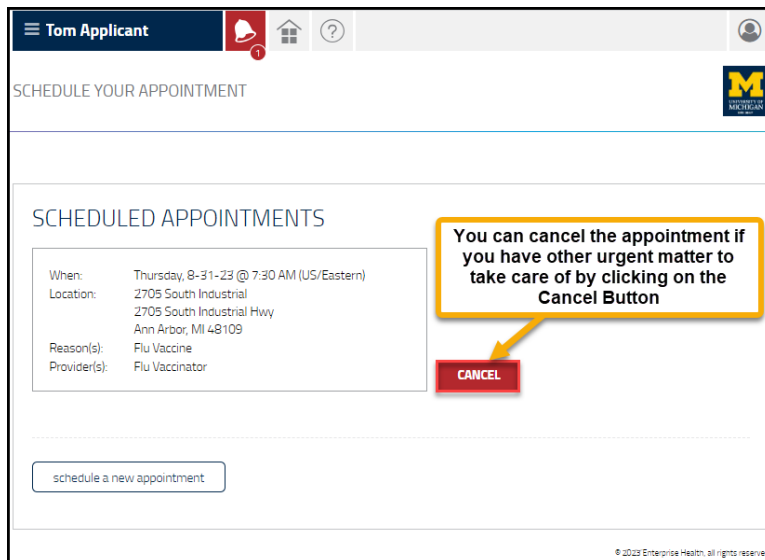 Tom Applicant
1
?
SCHEDULE YOUR APPOINTMENT
M
UNIVERSITY OF
MICHIGAN
SCHEDULED APPOINTMENTS
You can cancel the appointment if
you have other urgent matter to
take care of by clicking on the
Cancel Button
When: Thursday, 8-31-23 @ 7:30 AM (US/Eastern)
Location: 2705 South Industrial
2705 South Industrial Hwy
Ann Arbor, MI 48109
Reason(s): Flu Vaccine
Provider(s): Flu Vaccinator
CANCEL
schedule a new appointment
© 2023 Enterprise Health, all rights reserve